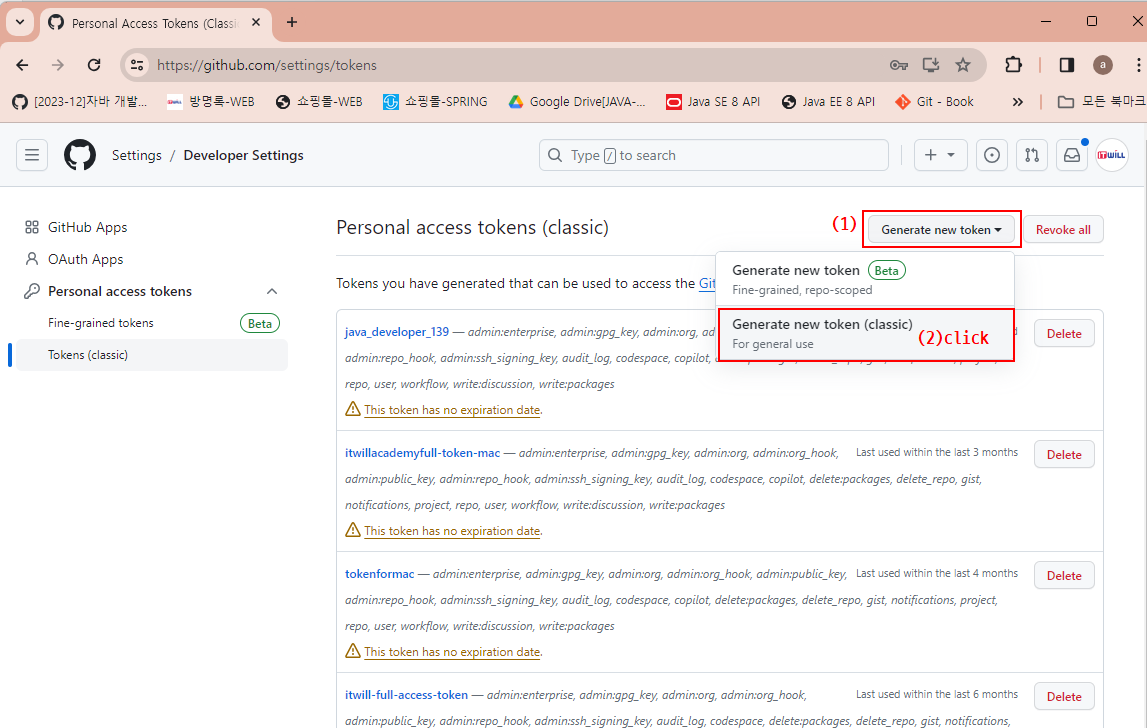 Personal Access Tokens (Classi
https://github.com/settings/tokens
a
[2023-12]자바 개발...
방명록-WEB
쇼핑몰-WEB
쇼핑몰-SPRING
Google Drive[JAVA-...
Java SE 8 API
Java EE 8 API
Git - Book
모든 북마크
Settings / Developer Settings
Type / to search
ITWILL
GitHub Apps
OAuth Apps
Personal access tokens
Fine-grained tokens Beta
Tokens (classic)
Personal access tokens (classic)
(1)
Generate new token
Revoke all
Generate new token Beta
Fine-grained, repo-scoped
Generate new token (classic)
For general use
(2)click
Tokens you have generated that can be used to access the Git
java_developer_139 — admin:enterprise, admin:gpg_key, admin:org, ad
Delete
admin:repo_hook, admin:ssh_signing_key, audit_log, codespace, copilot,
repo, user, workflow, write:discussion, write:packages
This token has no expiration date.
itwillacademyfull-token-mac — admin:enterprise, admin:gpg_key, admin:org, admin:org_hook,
Last used within the last 3 months
Delete
admin:public_key, admin:repo_hook, admin:ssh_signing_key, audit_log, codespace, copilot, delete:packages, delete_repo, gist,
notifications, project, repo, user, workflow, write:discussion, write:packages
This token has no expiration date.
tokenformac — admin:enterprise, admin:gpg_key, admin:org, admin:org_hook, admin:public_key,
Last used within the last 4 months
Delete
admin:repo_hook, admin:ssh_signing_key, audit_log, codespace, copilot, delete:packages, delete_repo, gist, notifications, project,
repo, user, workflow, write:discussion, write:packages
This token has no expiration date.
itwill-full-access-token — admin:enterprise, admin:gpg_key, admin:org, admin:org_hook,
Last used within the last 6 months
Delete
admin:public_key, admin:repo_hook, admin:ssh_signing_key, audit_log, codespace, delete:packages, delete_repo, gist, notifications,